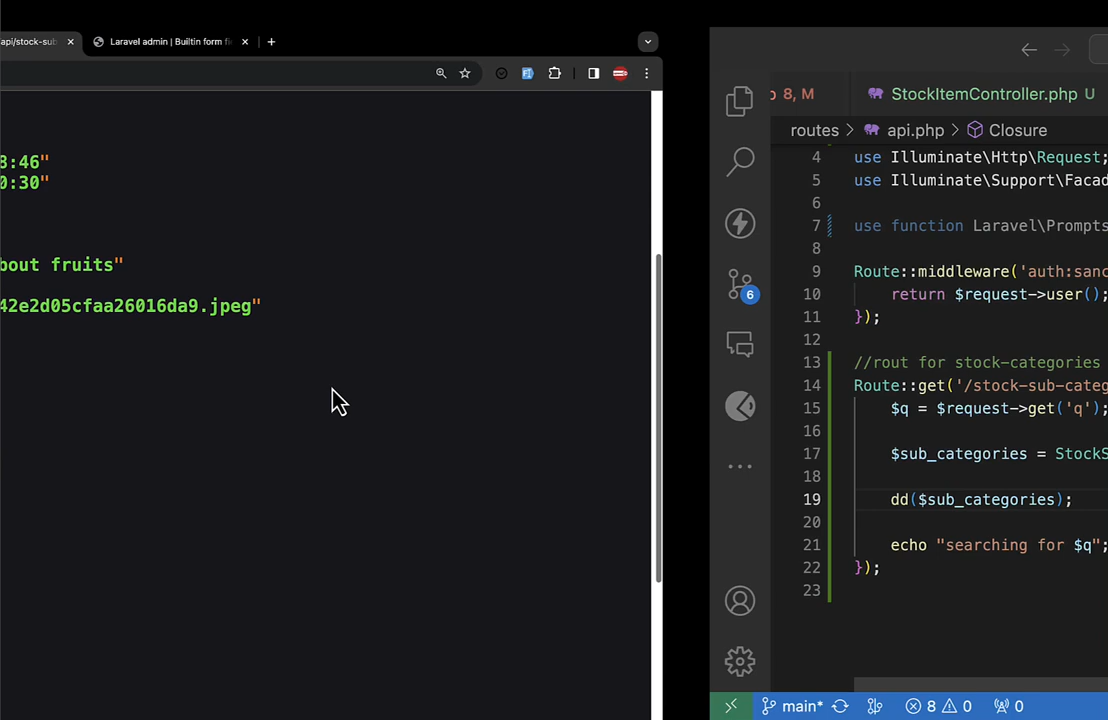 api/stock-sub
Laravel admin | Builtin form fi
3:46"
0:30"
bout fruits"
42e2d05cfaa26016da9.jpeg"
8, M
StockItemController.php U
routes > api.php > Closure
4 use Illuminate\Http\Request;
5 use Illuminate\Support\Facad
6
7 use function Laravel\Prompts
8
9 Route::middleware('auth:sanc
10 return $request->user();
11 });
12
13 //rout for stock-categories
14 Route::get('/stock-sub-categ
15 $q = $request->get('q');
16
17 $sub_categories = StockS
18
19 dd($sub_categories);
20
21 echo "searching for $q";
22 });
23
6
main* 8 0 0